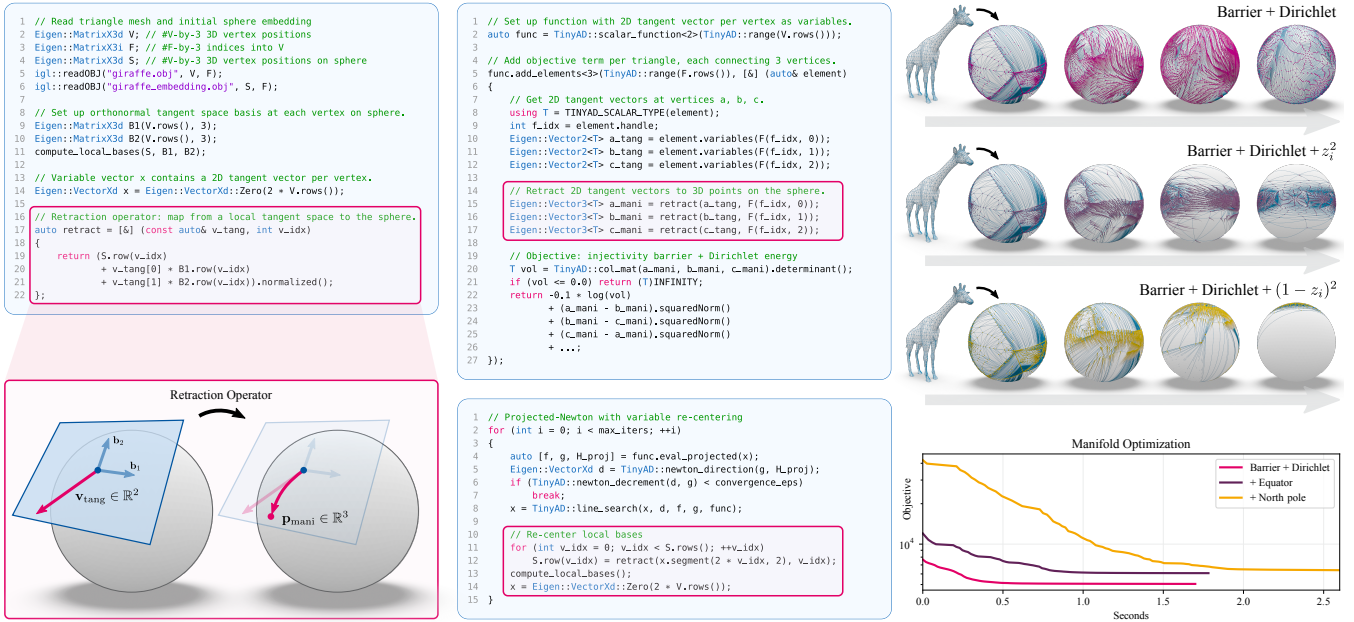 1 // Read triangle mesh and initial sphere embedding
2 Eigen::MatrixX3d V; // #V-by-3 3D vertex positions
3 Eigen::MatrixX3i F; // #F-by-3 indices into V
4 Eigen::MatrixX3d S; // #V-by-3 3D vertex positions on sphere
5 igl::readOBJ("giraffe.obj", V, F);
6 igl::readOBJ("giraffe_embedding.obj", S, F);
7
8 // Set up orthonormal tangent space basis at each vertex on sphere.
9 Eigen::MatrixX3d B1(V.rows(), 3);
10 Eigen::MatrixX3d B2(V.rows(), 3);
11 compute_local_bases(S, B1, B2);
12
13 // Variable vector x contains a 2D tangent vector per vertex.
14 Eigen::VectorXd x = Eigen::VectorXd::Zero(2 * V.rows());
15
16 // Retraction operator: map from a local tangent space to the sphere.
17 auto retract = [&] (const auto& v_tang, int v_idx)
18 {
19 return (S.row(v_idx)
20 + v_tang[0] * B1.row(v_idx)
21 + v_tang[1] * B2.row(v_idx)).normalized();
22 };
Retraction Operator
b₂
b₁
v_tang ∈ ℝ²
p_mani ∈ ℝ³
1 // Set up function with 2D tangent vector per vertex as variables.
2 auto func = TinyAD::scalar_function<2>(TinyAD::range(V.rows()));
3
4 // Add objective term per triangle, each connecting 3 vertices.
5 func.add_elements<3>(TinyAD::range(F.rows()), [&] (auto& element)
6 {
7 // Get 2D tangent vectors at vertices a, b, c.
8 using T = TINYAD_SCALAR_TYPE(element);
9 int f_idx = element.handle;
10 Eigen::Vector2<T> a_tang = element.variables(F(f_idx, 0));
11 Eigen::Vector2<T> b_tang = element.variables(F(f_idx, 1));
12 Eigen::Vector2<T> c_tang = element.variables(F(f_idx, 2));
13
14 // Retract 2D tangent vectors to 3D points on the sphere.
15 Eigen::Vector3<T> a_mani = retract(a_tang, F(f_idx, 0));
16 Eigen::Vector3<T> b_mani = retract(b_tang, F(f_idx, 1));
17 Eigen::Vector3<T> c_mani = retract(c_tang, F(f_idx, 2));
18
19 // Objective: injectivity barrier + Dirichlet energy
20 T vol = TinyAD::col_mat(a_mani, b_mani, c_mani).determinant();
21 if (vol <= 0.0) return (T)INFINITY;
22 return -0.1 * log(vol)
23 + (a_mani - b_mani).squaredNorm()
24 + (b_mani - c_mani).squaredNorm()
25 + (c_mani - a_mani).squaredNorm()
26 + ...;
27 });
1 // Projected-Newton with variable re-centering
2 for (int i = 0; i < max_iters; ++i)
3 {
4 auto [f, g, H_proj] = func.eval_projected(x);
5 Eigen::VectorXd d = TinyAD::newton_direction(g, H_proj);
6 if (TinyAD::newton_decrement(d, g) < convergence_eps)
7 break;
8 x = TinyAD::line_search(x, d, f, g, func);
9
10 // Re-center local bases
11 for (int v_idx = 0; v_idx < S.rows(); ++v_idx)
12 S.row(v_idx) = retract(x.segment(2 * v_idx, 2), v_idx);
13 compute_local_bases();
14 x = Eigen::VectorXd::Zero(2 * V.rows());
15 }
Barrier + Dirichlet
Barrier + Dirichlet + z_i²
Barrier + Dirichlet + (1 − z_i)²
Manifold Optimization
Barrier + Dirichlet
+ Equator
+ North pole
Objective
10⁴
0.0 0.5 1.0 1.5 2.0 2.5
Seconds